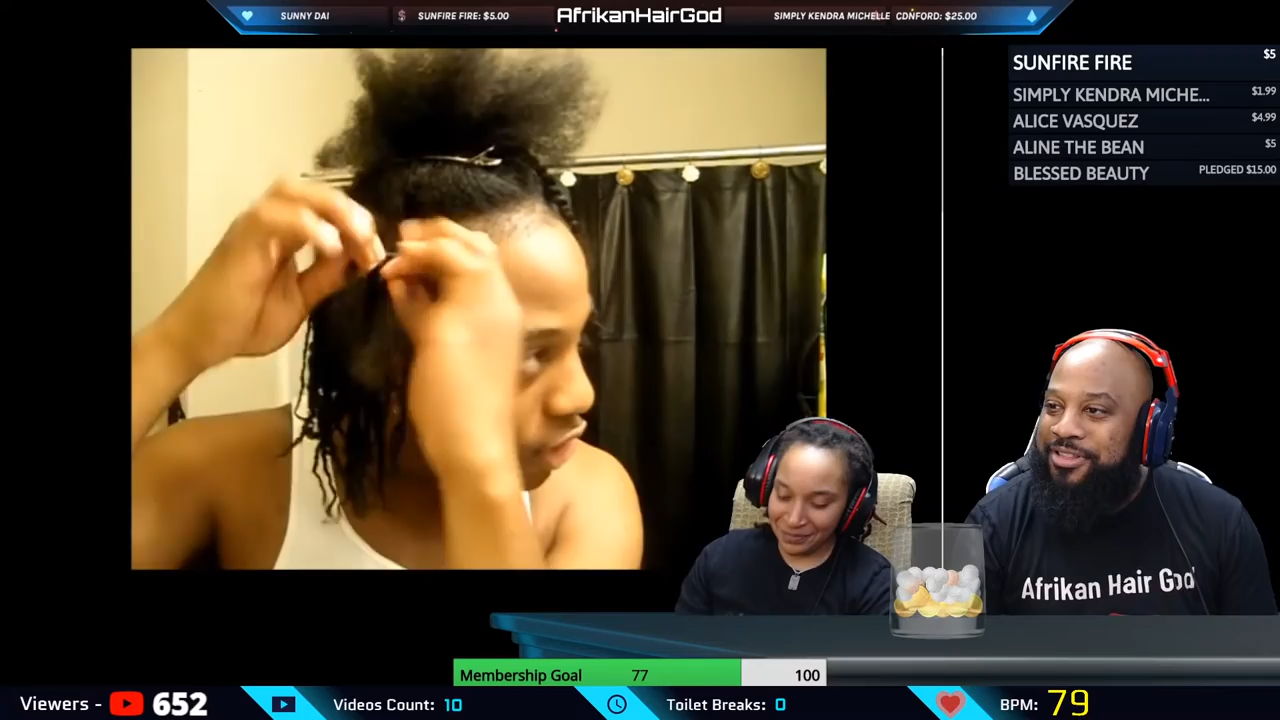 SUNNY DAI
SUNFIRE FIRE: $5.00
AfrikanHairGod
SIMPLY KENDRA MICHELLE CDNFORD: $25.00
SUNFIRE FIRE $5
SIMPLY KENDRA MICHE... $1.99
ALICE VASQUEZ $4.99
ALINE THE BEAN $5
BLESSED BEAUTY PLEDGED $15.00
Afrikan Hair God
Membership Goal 77 100
Viewers - 652
Videos Count: 10
Toilet Breaks: 0
BPM: 79